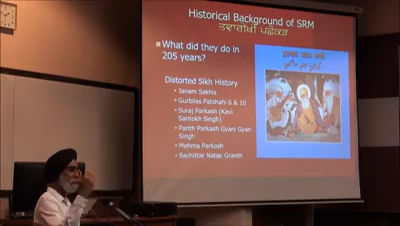 Historical Background of SRM
ਤਵਾਰੀਖੀ ਪਛੋਕੜ
What did they do in
205 years?
Distorted Sikh History
• Janam Sakhis
• Gurbilas Patshahi 6 & 10
• Suraj Parkash (Kavi
Santokh Singh)
• Panth Parkash Gyani Gyan
Singh
• Mehma Parkash
• Bachittar Natak Granth